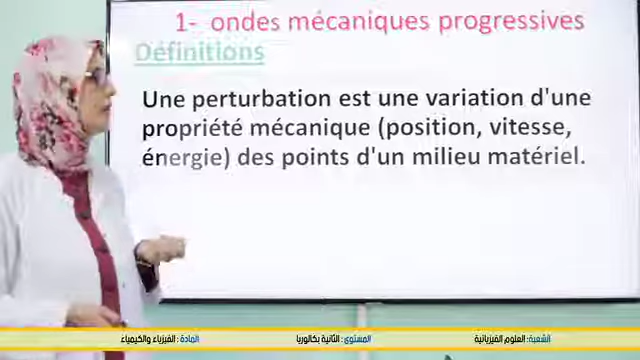 1- ondes mécaniques progressives
Définitions
Une perturbation est une variation d'une
propriété mécanique (position, vitesse,
énergie) des points d'un milieu matériel.
الشعبة: العلوم الفيزيائية
المستوى: الثانية بكالوريا
المادة: الفيزياء والكيمياء